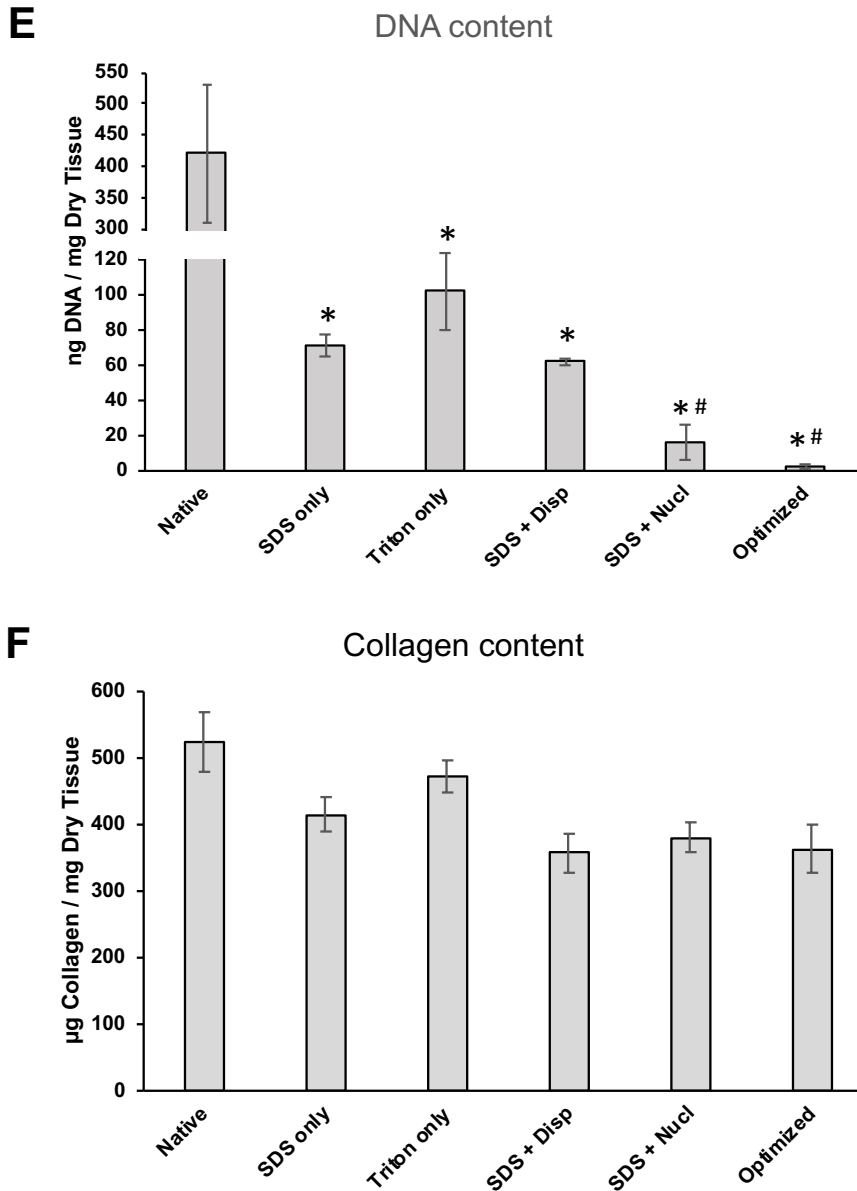 E
DNA content
ng DNA / mg Dry Tissue
550
500
450
400
350
300
120
100
80
60
40
20
0
*
*
*
* #
* #
Native
SDS only
Triton only
SDS + Disp
SDS + Nucl
Optimized
F
Collagen content
µg Collagen / mg Dry Tissue
600
500
400
300
200
100
0
Native
SDS only
Triton only
SDS + Disp
SDS + Nucl
Optimized